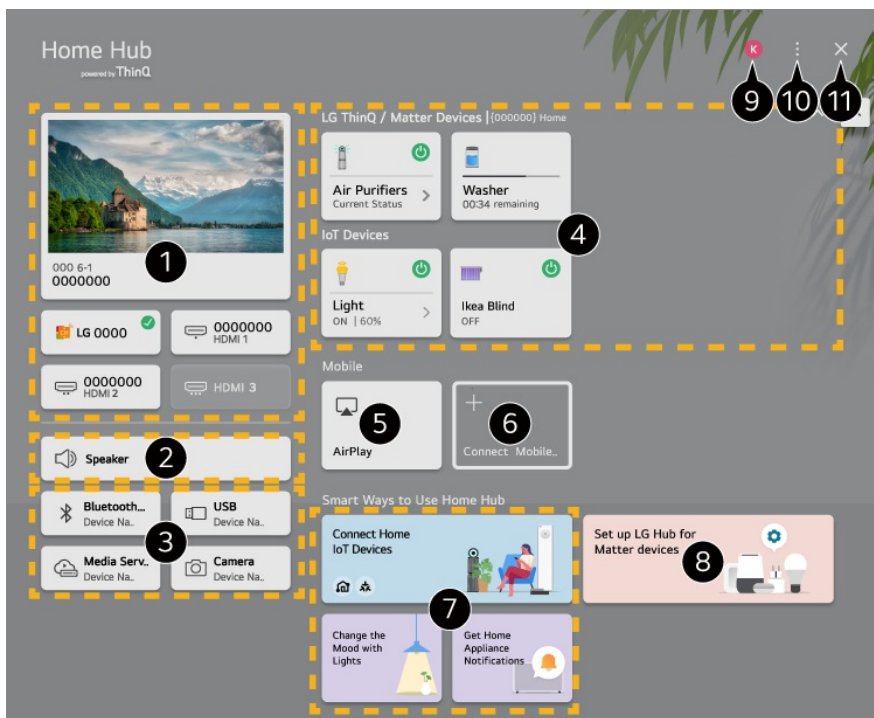 Home Hub
powered by ThinQ
K
9
10
11
1
000 6-1
0000000
LG 0000
0000000
HDMI 1
0000000
HDMI 2
HDMI 3
Speaker
2
Bluetooth...
Device Na..
USB
Device Na..
3
Media Serv..
Device Na..
Camera
Device Na..
LG ThinQ / Matter Devices | {000000} Home
Air Purifiers
Current Status
Washer
00:34 remaining
4
IoT Devices
Light
ON | 60%
Ikea Blind
OFF
Mobile
5
AirPlay
6
Connect Mobile..
Smart Ways to Use Home Hub
Connect Home
IoT Devices
Set up LG Hub for
Matter devices
8
7
Change the
Mood with
Lights
Get Home
Appliance
Notifications